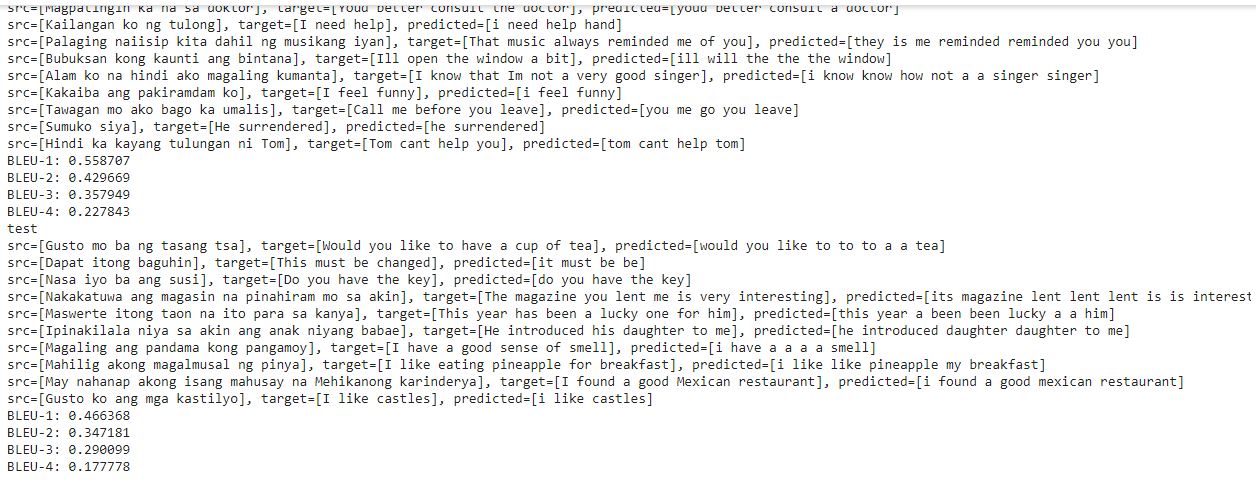 src=[Magpatingin ka na sa doktor], target=[Youd better consult the doctor], predicted=[youd better consult a doctor]
src=[Kailangan ko ng tulong], target=[I need help], predicted=[i need help hand]
src=[Palaging naiisip kita dahil ng musikang iyan], target=[That music always reminded me of you], predicted=[they is me reminded reminded you you]
src=[Bubuksan kong kaunti ang bintana], target=[Ill open the window a bit], predicted=[ill will the the the window]
src=[Alam ko na hindi ako magaling kumanta], target=[I know that Im not a very good singer], predicted=[i know know how not a a singer singer]
src=[Kakaiba ang pakiramdam ko], target=[I feel funny], predicted=[i feel funny]
src=[Tawagan mo ako bago ka umalis], target=[Call me before you leave], predicted=[you me go you leave]
src=[Sumuko siya], target=[He surrendered], predicted=[he surrendered]
src=[Hindi ka kayang tulungan ni Tom], target=[Tom cant help you], predicted=[tom cant help tom]
BLEU-1: 0.558707
BLEU-2: 0.429669
BLEU-3: 0.357949
BLEU-4: 0.227843
test
src=[Gusto mo ba ng tasang tsa], target=[Would you like to have a cup of tea], predicted=[would you like to to to a a tea]
src=[Dapat itong baguhin], target=[This must be changed], predicted=[it must be be]
src=[Nasa iyo ba ang susi], target=[Do you have the key], predicted=[do you have the key]
src=[Nakakatuwa ang magasin na pinahiram mo sa akin], target=[The magazine you lent me is very interesting], predicted=[its magazine lent lent lent is is interest
src=[Maswerte itong taon na ito para sa kanya], target=[This year has been a lucky one for him], predicted=[this year a been been lucky a a him]
src=[Ipinakilala niya sa akin ang anak niyang babae], target=[He introduced his daughter to me], predicted=[he introduced daughter daughter to me]
src=[Magaling ang pandama kong pangamoy], target=[I have a good sense of smell], predicted=[i have a a a a smell]
src=[Mahilig akong magalmusal ng pinya], target=[I like eating pineapple for breakfast], predicted=[i like like pineapple my breakfast]
src=[May nahanap akong isang mahusay na Mehikanong karinderya], target=[I found a good Mexican restaurant], predicted=[i found a good mexican restaurant]
src=[Gusto ko ang mga kastilyo], target=[I like castles], predicted=[i like castles]
BLEU-1: 0.466368
BLEU-2: 0.347181
BLEU-3: 0.290099
BLEU-4: 0.177778